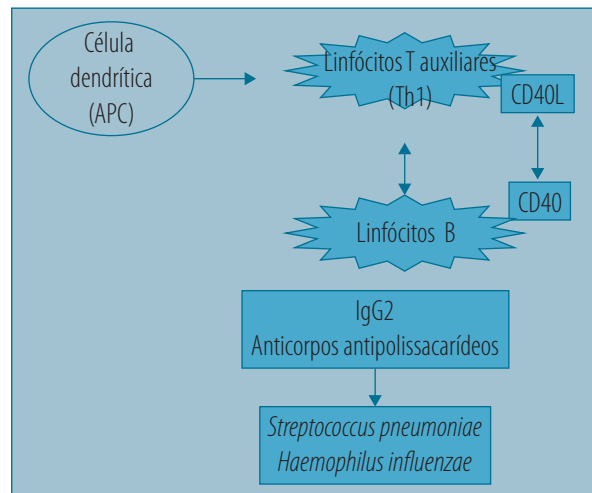 Célula
dendrítica
(APC)
Linfócitos T auxiliares
(Th1)
CD40L
CD40
Linfócitos B
IgG2
Anticorpos antipolissacarídeos
Streptococcus pneumoniae
Haemophilus influenzae